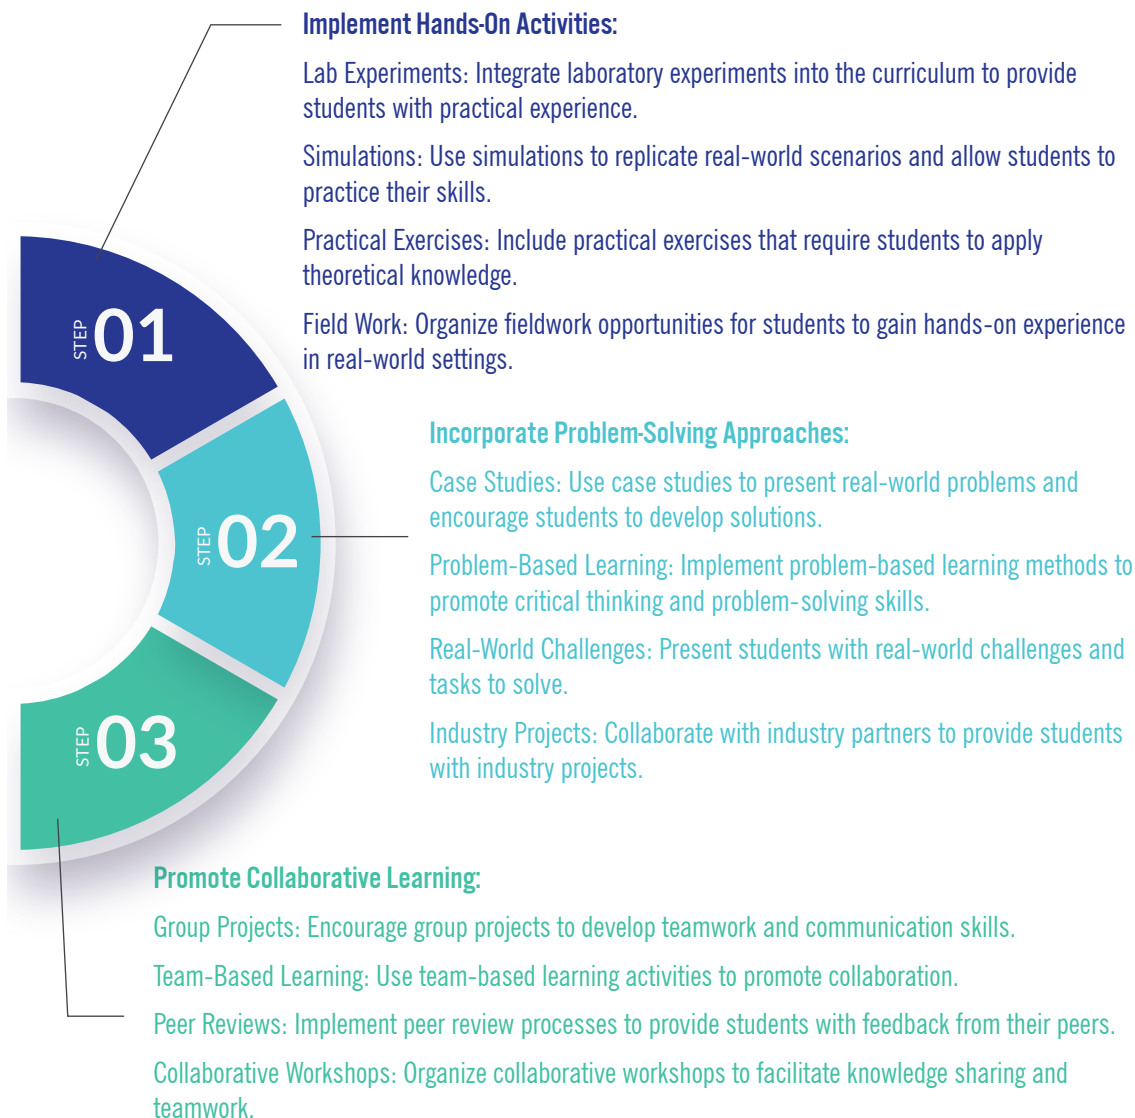 Implement Hands-On Activities:
Lab Experiments: Integrate laboratory experiments into the curriculum to provide
students with practical experience.
Simulations: Use simulations to replicate real-world scenarios and allow students to
practice their skills.
Practical Exercises: Include practical exercises that require students to apply
theoretical knowledge.
Field Work: Organize fieldwork opportunities for students to gain hands-on experience
in real-world settings.
STEP 01
Incorporate Problem-Solving Approaches:
Case Studies: Use case studies to present real-world problems and
encourage students to develop solutions.
Problem-Based Learning: Implement problem-based learning methods to
promote critical thinking and problem-solving skills.
Real-World Challenges: Present students with real-world challenges and
tasks to solve.
Industry Projects: Collaborate with industry partners to provide students
with industry projects.
STEP 02
STEP 03
Promote Collaborative Learning:
Group Projects: Encourage group projects to develop teamwork and communication skills.
Team-Based Learning: Use team-based learning activities to promote collaboration.
Peer Reviews: Implement peer review processes to provide students with feedback from their peers.
Collaborative Workshops: Organize collaborative workshops to facilitate knowledge sharing and
teamwork.